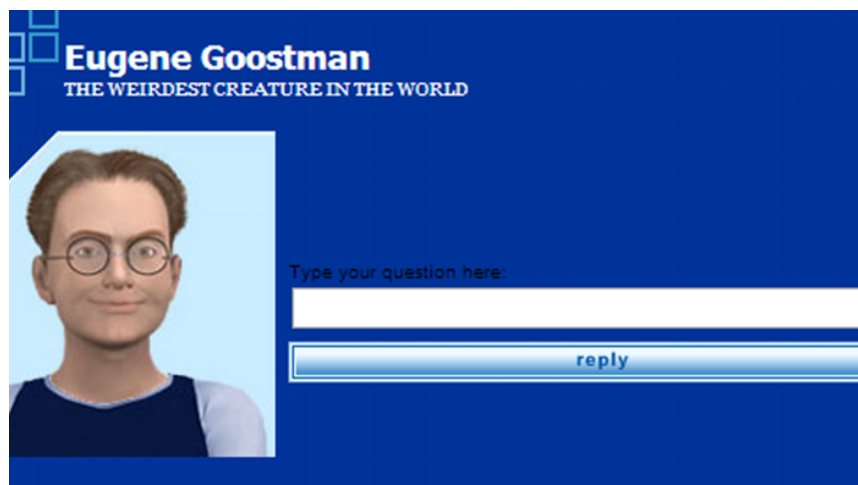 Eugene Goostman
THE WEIRDEST CREATURE IN THE WORLD
Type your question here:
reply